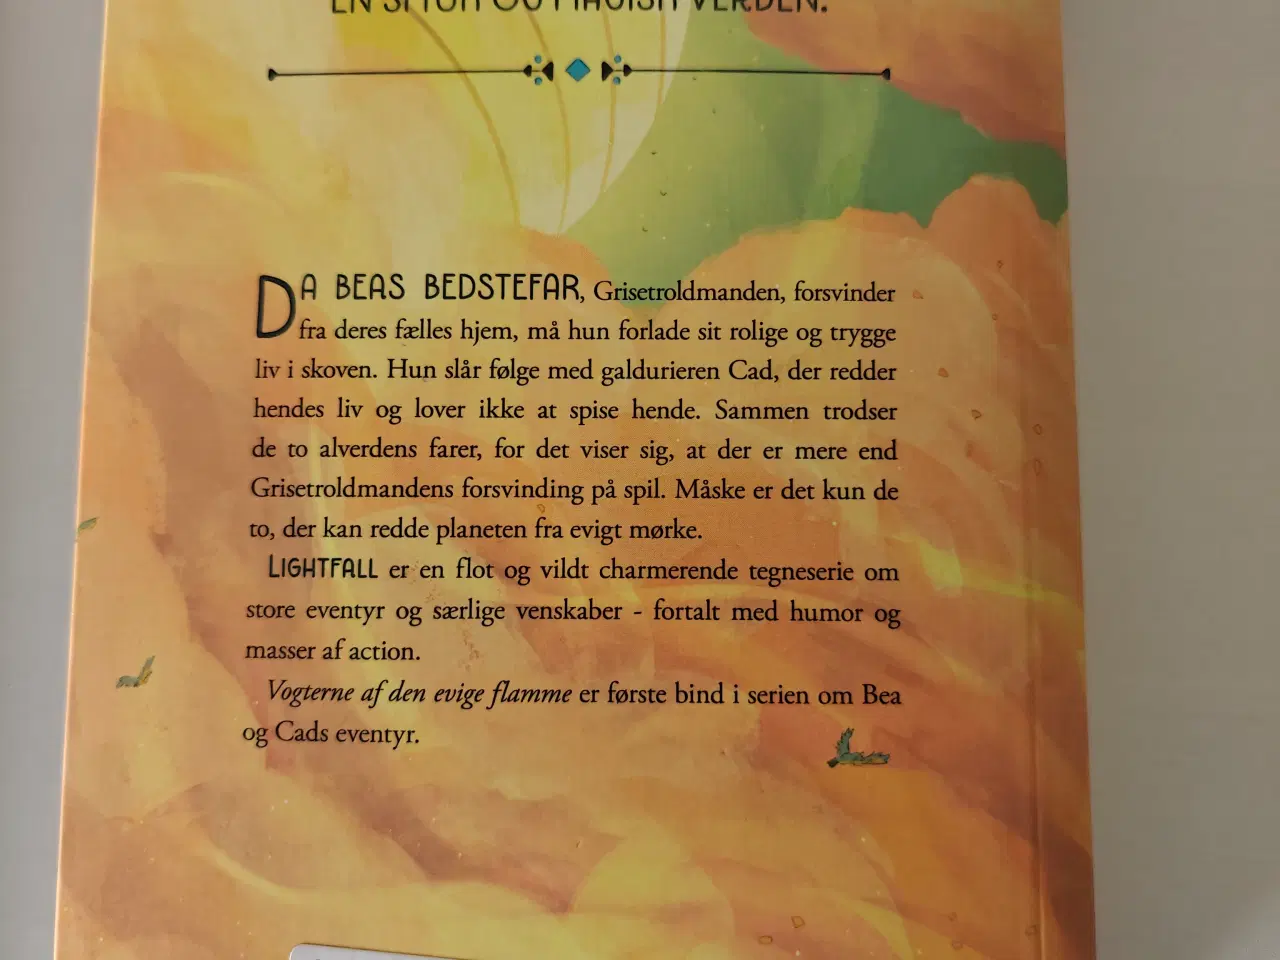 EN SMUK OG MAGISK VERDEN.
DA BEAS BEDSTEFAR, Grisetroldmanden, forsvinder
fra deres fælles hjem, må hun forlade sit rolige og trygge
liv i skoven. Hun slår følge med galdurieren Cad, der redder
hendes liv og lover ikke at spise hende. Sammen trodser
de to alverdens farer, for det viser sig, at der er mere end
Grisetroldmandens forsvinding på spil. Måske er det kun de
to, der kan redde planeten fra evigt mørke.
LIGHTFALL er en flot og vildt charmerende tegneserie om
store eventyr og særlige venskaber - fortalt med humor og
masser af action.
Vogterne af den evige flamme er første bind i serien om Bea
og Cads eventyr.